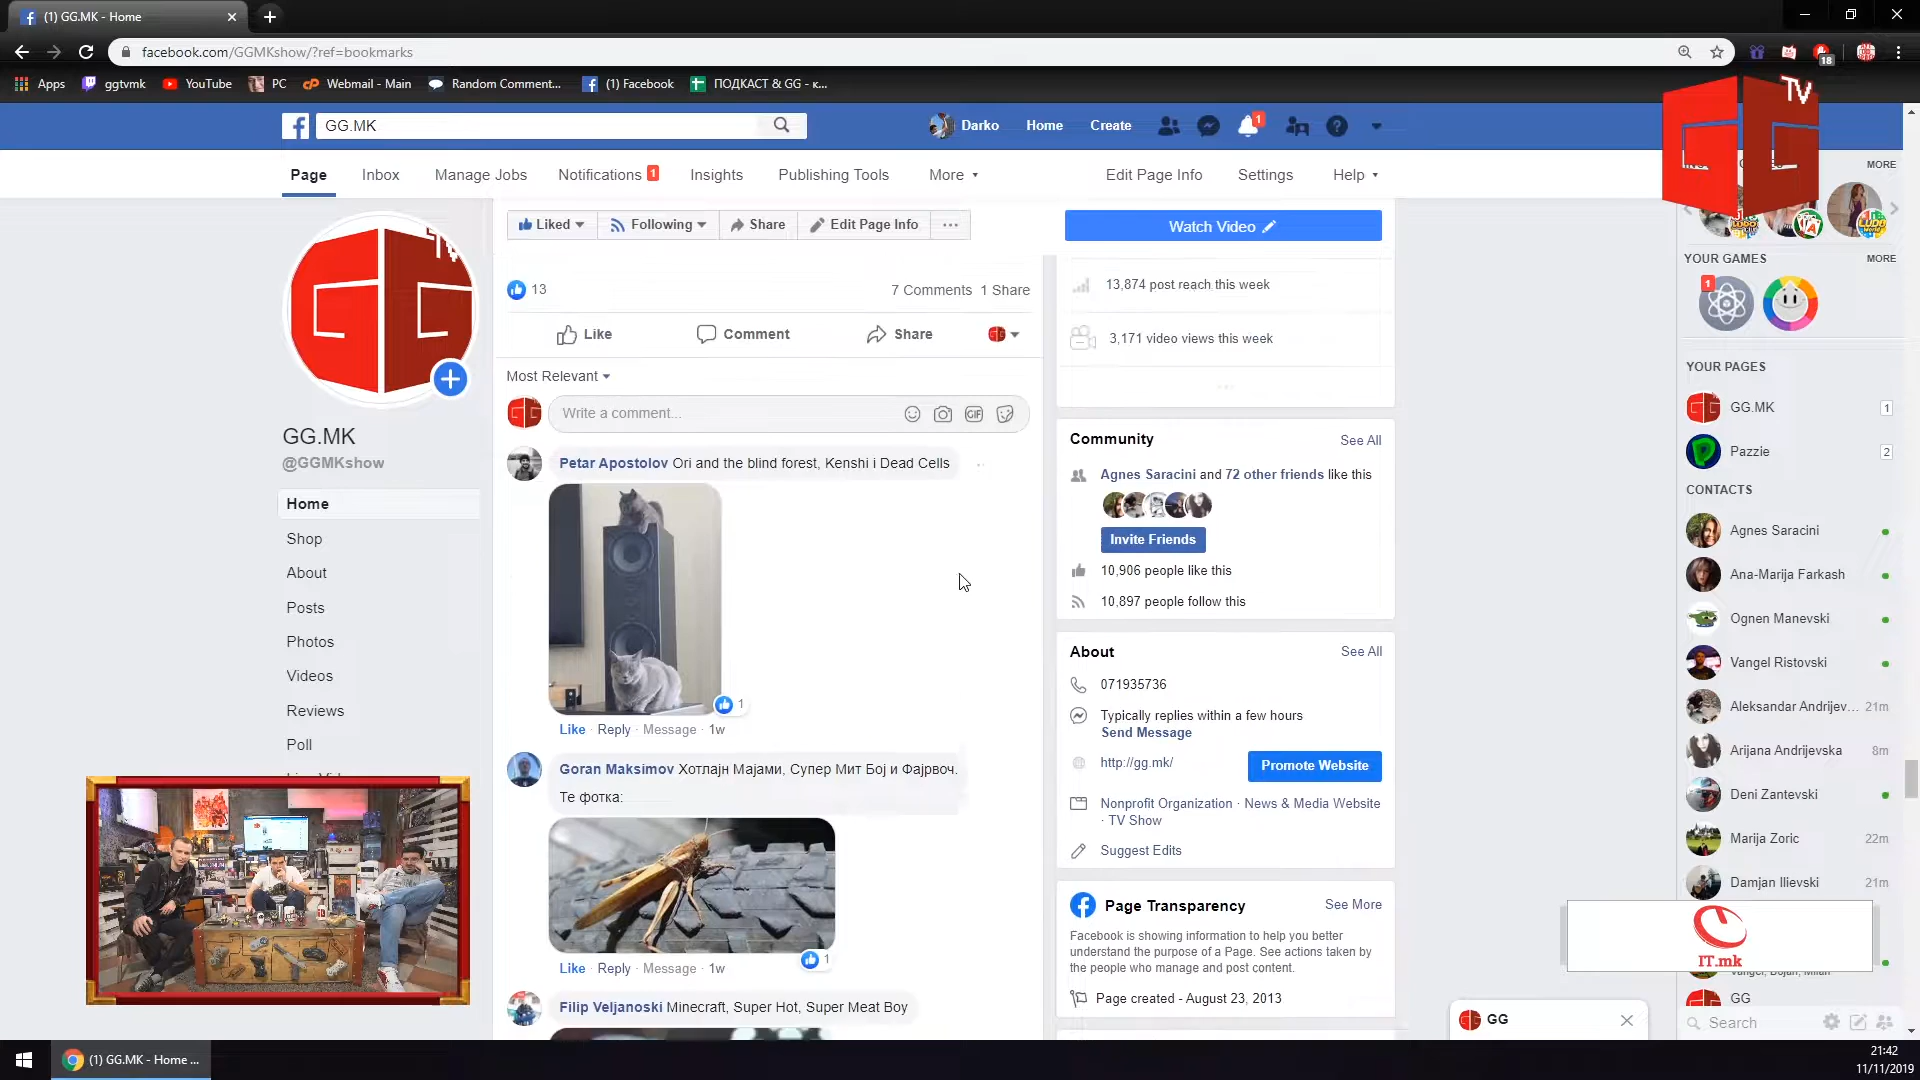 (1) GG.MK - Home
facebook.com/GGMKshow/?ref=bookmarks
18
Apps
ggtvmk
YouTube
PC
Webmail - Main
Random Comment...
(1) Facebook
ПОДКАСТ & GG - к...
GG.MK
Darko
Home
Create
1
TV
Page
Inbox
Manage Jobs
Notifications
1
Insights
Publishing Tools
More
Edit Page Info
Settings
Help
MORE
Liked
Following
Share
Edit Page Info
Watch Video
13
7 Comments 1 Share
Like
Comment
Share
Most Relevant
Write a comment...
GIF
Petar Apostolov Ori and the blind forest, Kenshi i Dead Cells
1
Like · Reply · Message · 1w
Goran Maksimov Хотлајн Мајами, Супер Мит Бој и Фајрвоч.
Те фотка:
1
Like · Reply · Message · 1w
Filip Veljanoski Minecraft, Super Hot, Super Meat Boy
GG.MK
@GGMKshow
Home
Shop
About
Posts
Photos
Videos
Reviews
Poll
13,874 post reach this week
3,171 video views this week
Community
See All
Agnes Saracini and 72 other friends like this
Invite Friends
10,906 people like this
10,897 people follow this
About
See All
071935736
Typically replies within a few hours
Send Message
http://gg.mk/
Promote Website
Nonprofit Organization · News & Media Website
· TV Show
Suggest Edits
Page Transparency
See More
Facebook is showing information to help you better
understand the purpose of a Page. See actions taken by
the people who manage and post content.
Page created - August 23, 2013
YOUR GAMES
MORE
1
YOUR PAGES
GG.MK
1
Pazzie
2
CONTACTS
Agnes Saracini
Ana-Marija Farkash
Ognen Manevski
Vangel Ristovski
Aleksandar Andrijev...
21m
Arijana Andrijevska
8m
Deni Zantevski
Marija Zoric
22m
Damjan Ilievski
21m
IT.mk
GG
Search
GG
(1) GG.MK - Home ...
21:42
11/11/2019